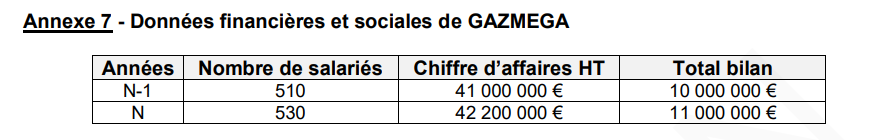 Annexe 7 - Données financières et sociales de GAZMEGA
Années Nombre de salariés Chiffre d’affaires HT Total bilan
N-1 510 41 000 000 € 10 000 000 €
N 530 42 200 000 € 11 000 000 €